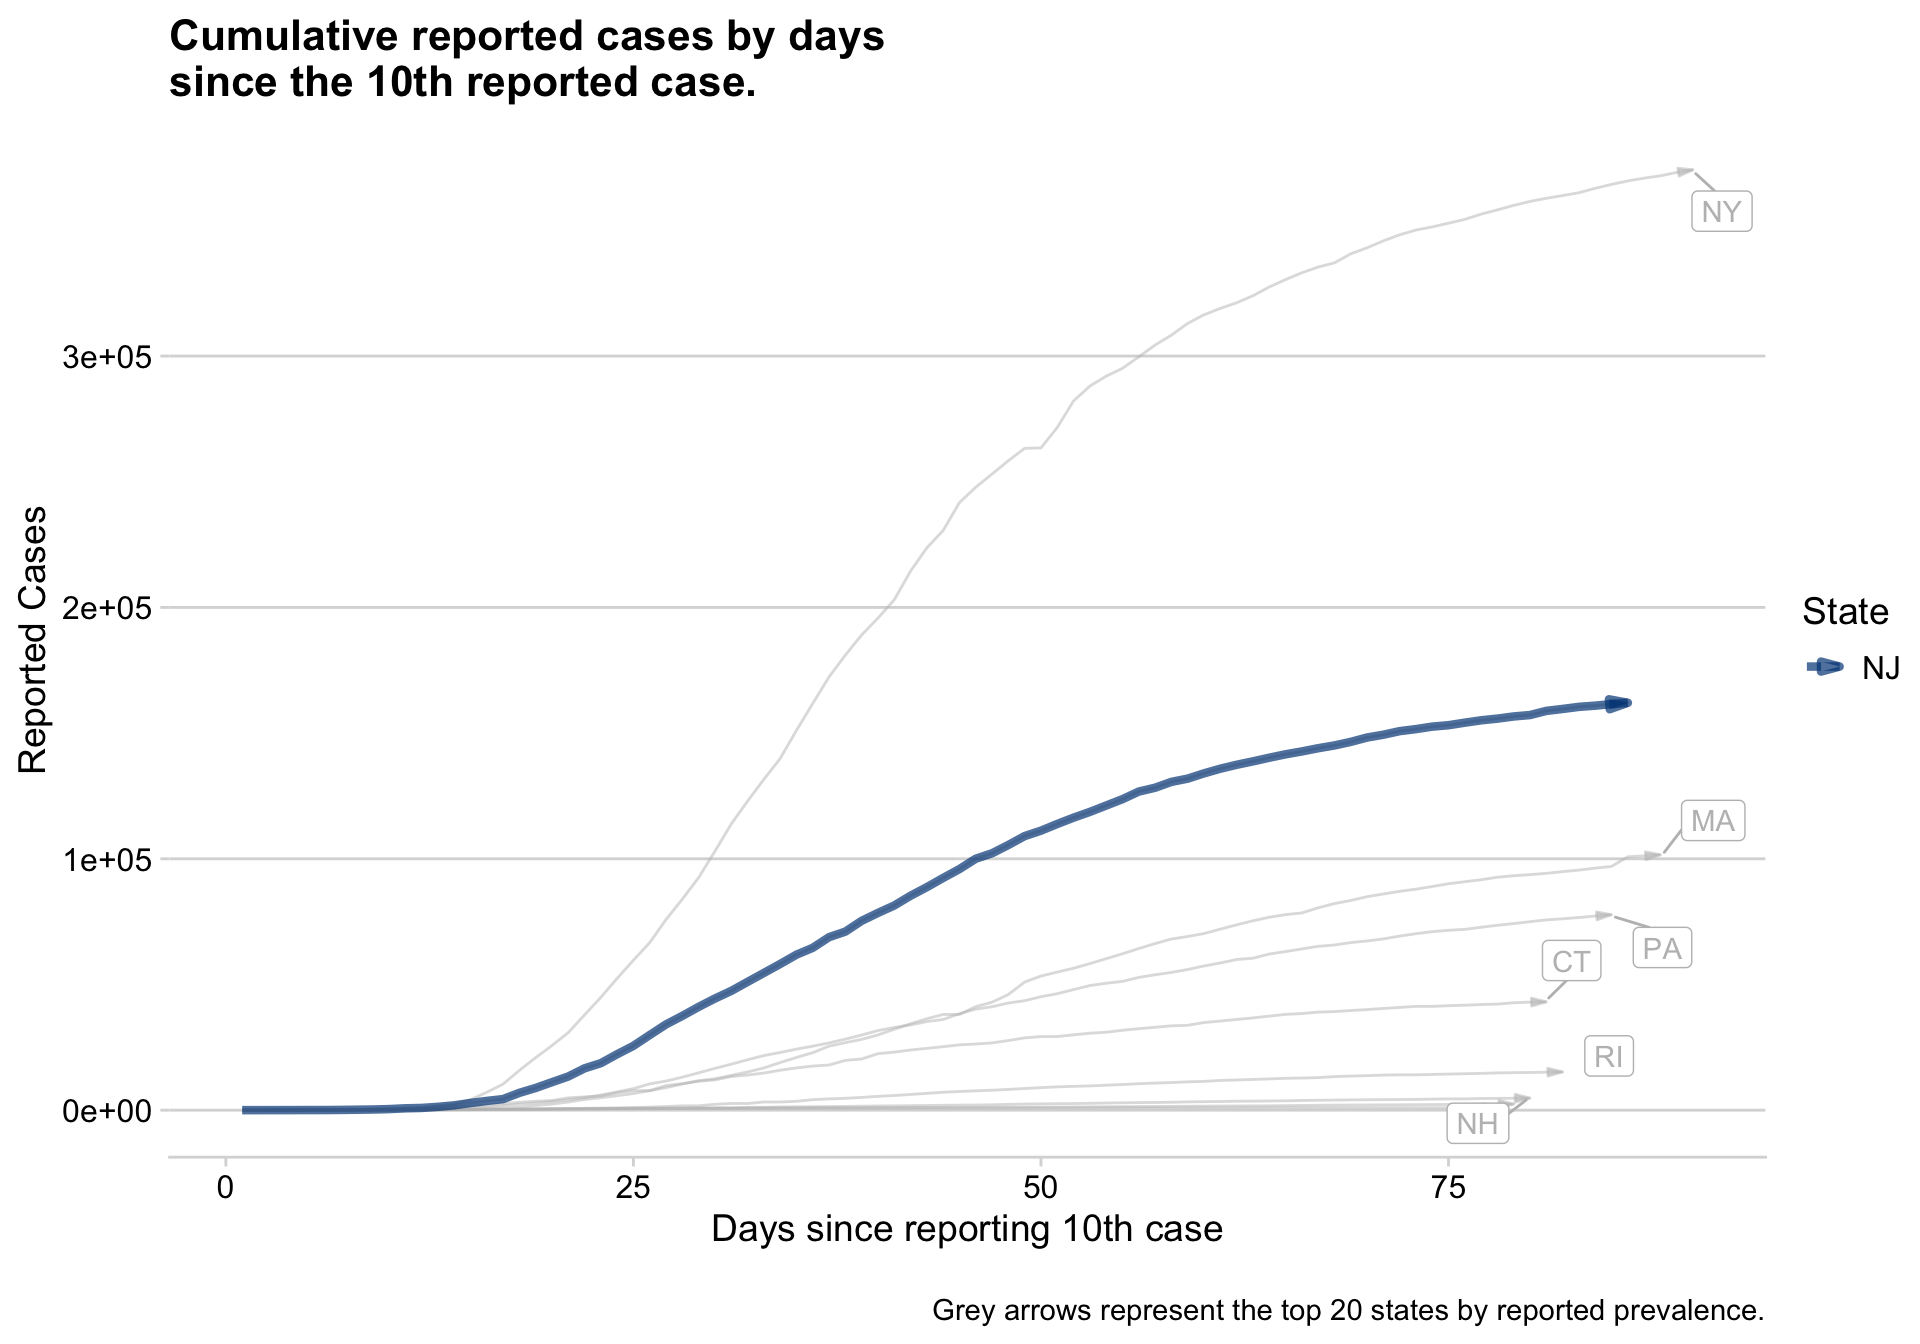 Cumulative reported cases by days
since the 10th reported case.
NY
3e+05
Reported Cases
2e+05
State
NJ
MA
1e+05
PA
CT
RI
0e+00
NH
0 25 50 75
Days since reporting 10th case
Grey arrows represent the top 20 states by reported prevalence.